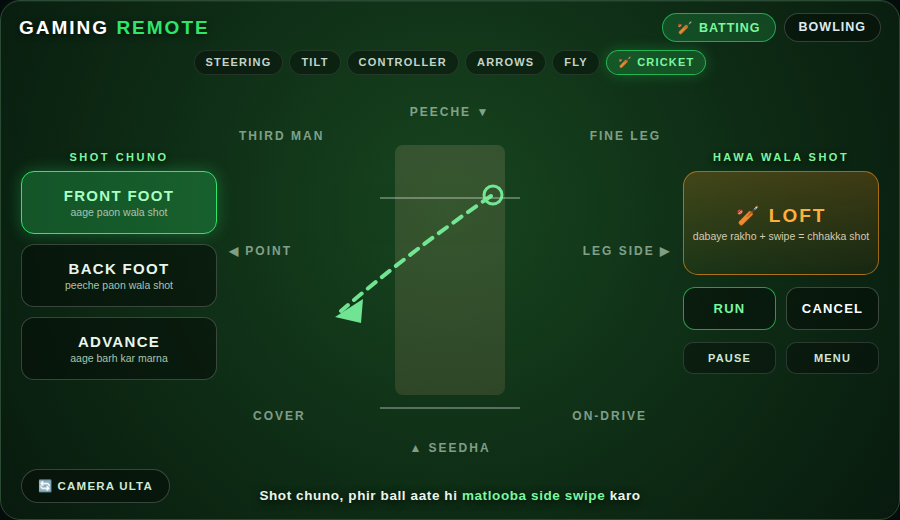 GAMING REMOTE
🏏 BATTING
BOWLING
STEERING
TILT
CONTROLLER
ARROWS
FLY
🏏 CRICKET
PEECHE ▼
THIRD MAN
FINE LEG
SHOT CHUNO
FRONT FOOT
aage paon wala shot
BACK FOOT
peeche paon wala shot
ADVANCE
aage barh kar marna
◀ POINT
LEG SIDE ▶
HAWA WALA SHOT
🏏 LOFT
dabaye rakho + swipe = chhakka shot
RUN
CANCEL
PAUSE
MENU
COVER
ON-DRIVE
▲ SEEDHA
🔄 CAMERA ULTA
Shot chuno, phir ball aate hi matlooba side swipe karo